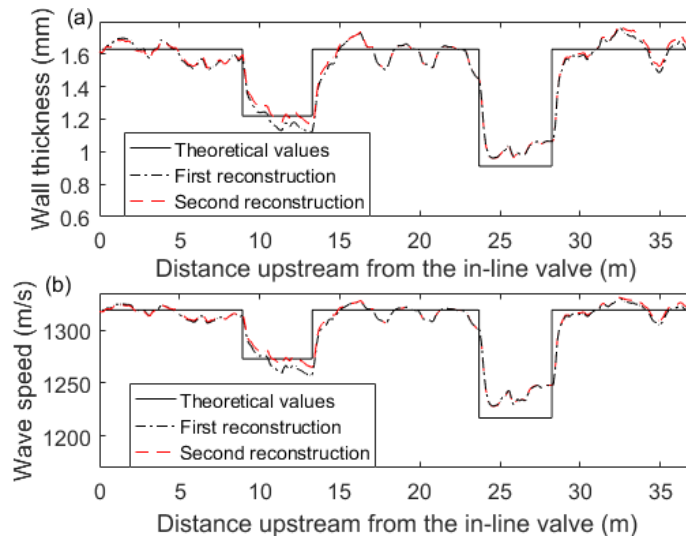 (a)
Wall thickness (mm)
1.6
1.4
1.2
1
0.8
0.6
Theoretical values
First reconstruction
Second reconstruction
0 5 10 15 20 25 30 35
Distance upstream from the in-line valve (m)
(b)
Wave speed (m/s)
1300
1250
1200
Theoretical values
First reconstruction
Second reconstruction
0 5 10 15 20 25 30 35
Distance upstream from the in-line valve (m)